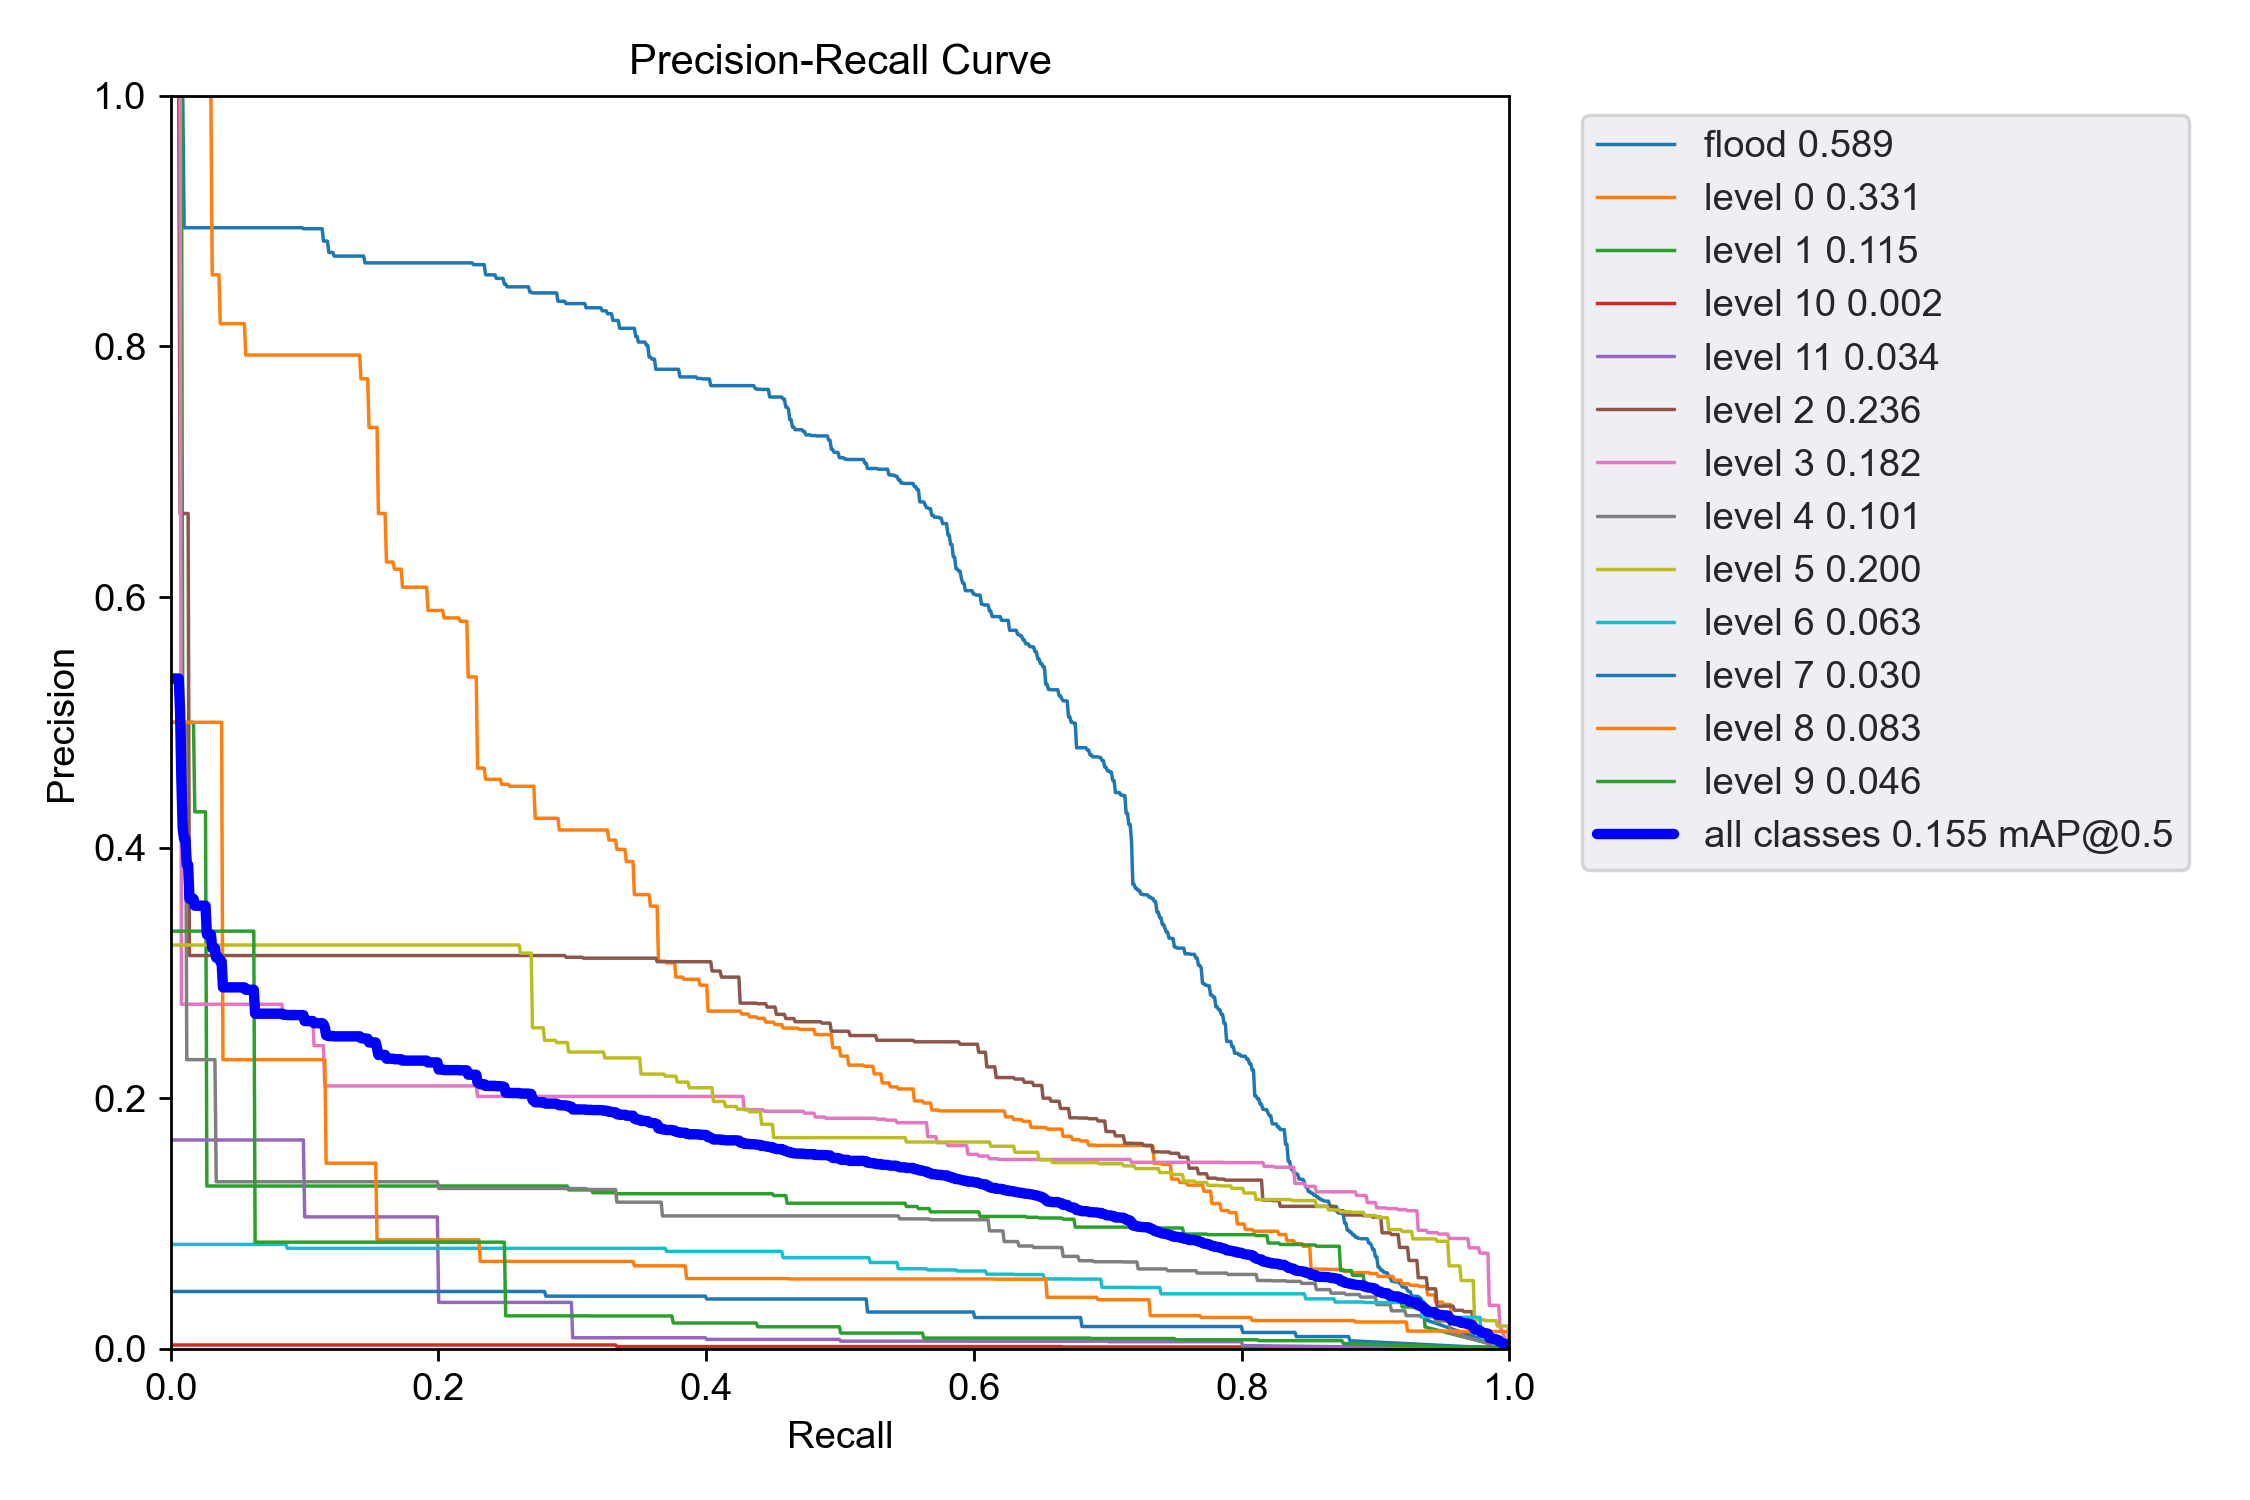 Precision-Recall Curve
1.0
0.8
0.6
0.4
0.2
0.0
Precision
0.0 0.2 0.4 0.6 0.8 1.0
Recall
flood 0.589
level 0 0.331
level 1 0.115
level 10 0.002
level 11 0.034
level 2 0.236
level 3 0.182
level 4 0.101
level 5 0.200
level 6 0.063
level 7 0.030
level 8 0.083
level 9 0.046
all classes 0.155 mAP@0.5